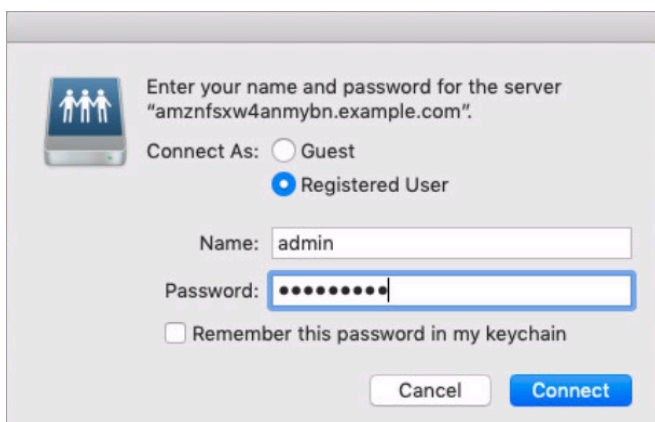 Enter your name and password for the server
“amznfsxw4anmybn.example.com”.
Connect As: Guest
Registered User
Name: admin
Password: •••••••••
Remember this password in my keychain
Cancel Connect